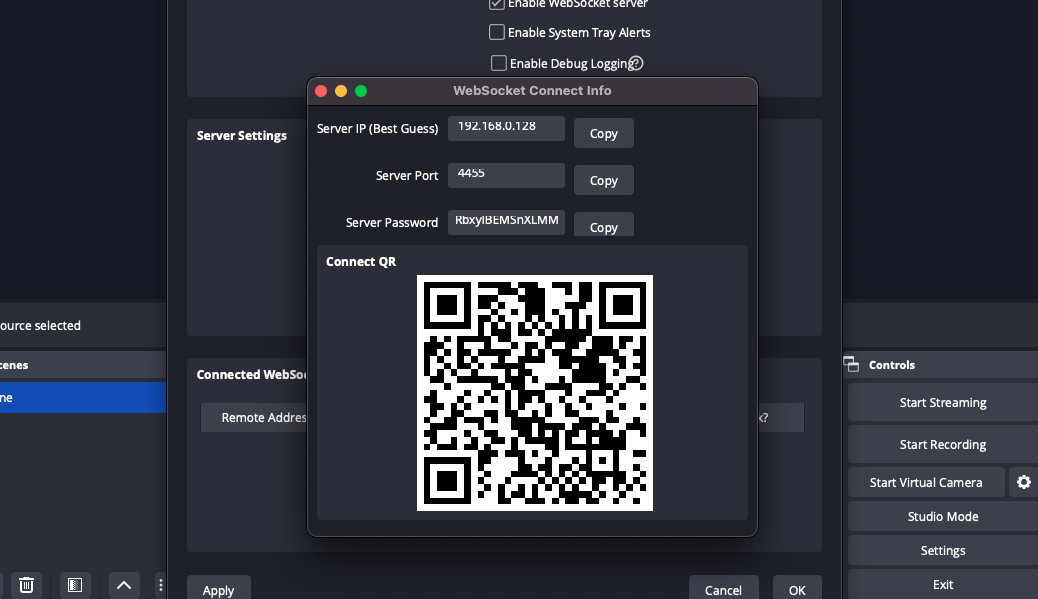 Enable WebSocket server
Enable System Tray Alerts
Enable Debug Logging
WebSocket Connect Info
Server IP (Best Guess)
192.168.0.128
Copy
Server Settings
Server Port
4455
Copy
Server Password
Copy
Connect QR
ource selected
cenes
Controls
Connected WebSoc
ne
Start Streaming
Remote Addres
k?
Start Recording
Start Virtual Camera
Studio Mode
Settings
Apply
Cancel
OK
Exit